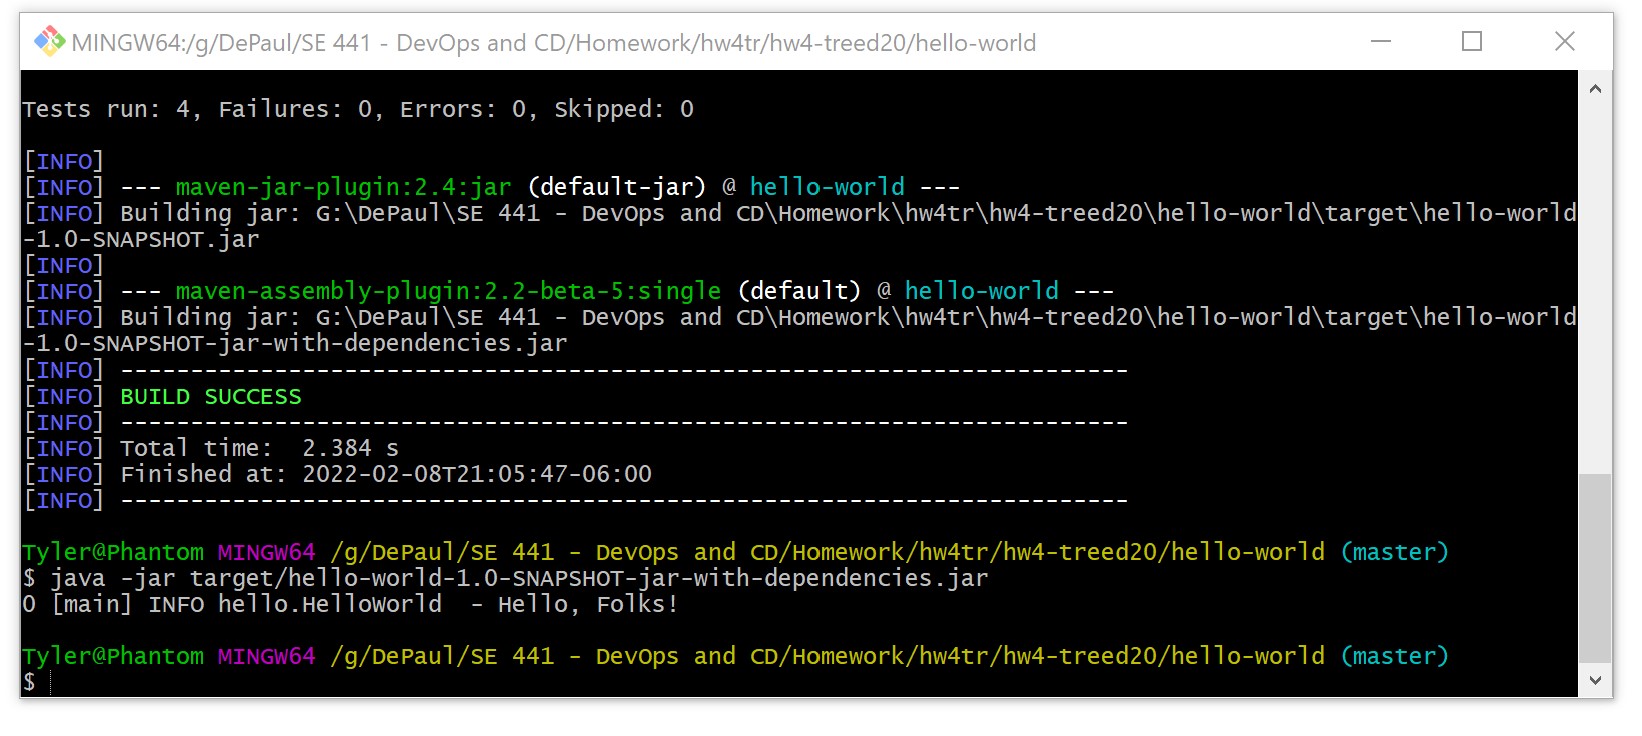 MINGW64:/g/DePaul/SE 441 - DevOps and CD/Homework/hw4tr/hw4-treed20/hello-world
Tests run: 4, Failures: 0, Errors: 0, Skipped: 0
[INFO]
[INFO] --- maven-jar-plugin:2.4:jar (default-jar) @ hello-world ---
[INFO] Building jar: G:\DePaul\SE 441 - DevOps and CD\Homework\hw4tr\hw4-treed20\hello-world\target\hello-world
-1.0-SNAPSHOT.jar
[INFO]
[INFO] --- maven-assembly-plugin:2.2-beta-5:single (default) @ hello-world ---
[INFO] Building jar: G:\DePaul\SE 441 - DevOps and CD\Homework\hw4tr\hw4-treed20\hello-world\target\hello-world
-1.0-SNAPSHOT-jar-with-dependencies.jar
[INFO] ------------------------------------------------------------------------
[INFO] BUILD SUCCESS
[INFO] ------------------------------------------------------------------------
[INFO] Total time:  2.384 s
[INFO] Finished at: 2022-02-08T21:05:47-06:00
[INFO] ------------------------------------------------------------------------
Tyler@Phantom MINGW64 /g/DePaul/SE 441 - DevOps and CD/Homework/hw4tr/hw4-treed20/hello-world (master)
$ java -jar target/hello-world-1.0-SNAPSHOT-jar-with-dependencies.jar
0 [main] INFO hello.HelloWorld  - Hello, Folks!
Tyler@Phantom MINGW64 /g/DePaul/SE 441 - DevOps and CD/Homework/hw4tr/hw4-treed20/hello-world (master)
$